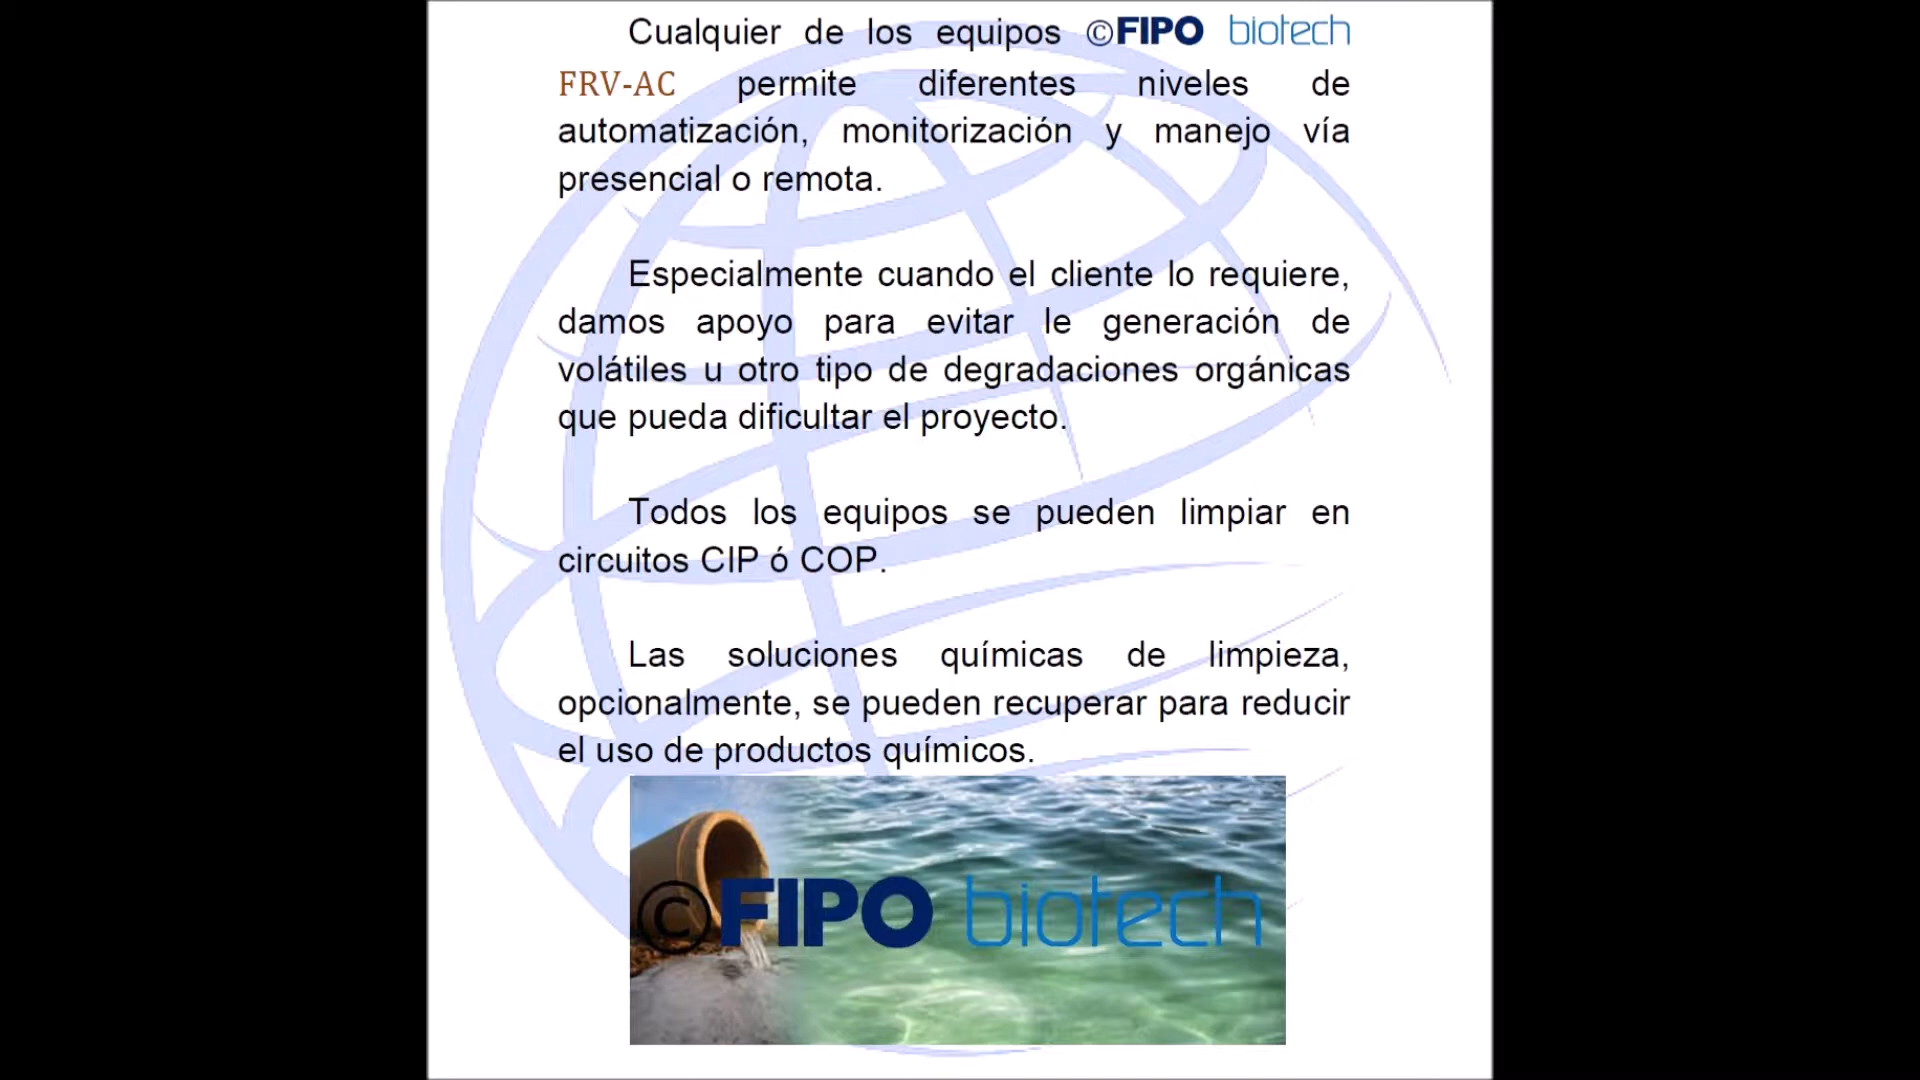 Cualquier de los equipos ©FIPO biotech
FRV-AC permite diferentes niveles de
automatización, monitorización y manejo vía
presencial o remota.
Especialmente cuando el cliente lo requiere,
damos apoyo para evitar le generación de
volátiles u otro tipo de degradaciones orgánicas
que pueda dificultar el proyecto.
Todos los equipos se pueden limpiar en
circuitos CIP ó COP.
Las soluciones químicas de limpieza,
opcionalmente, se pueden recuperar para reducir
el uso de productos químicos.
©FIPO biotech